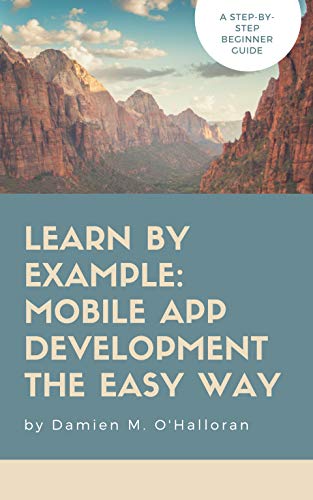 A STEP-BY-
STEP
BEGINNER
GUIDE
LEARN BY
EXAMPLE:
MOBILE APP
DEVELOPMENT
THE EASY WAY
by Damien M. O'Halloran